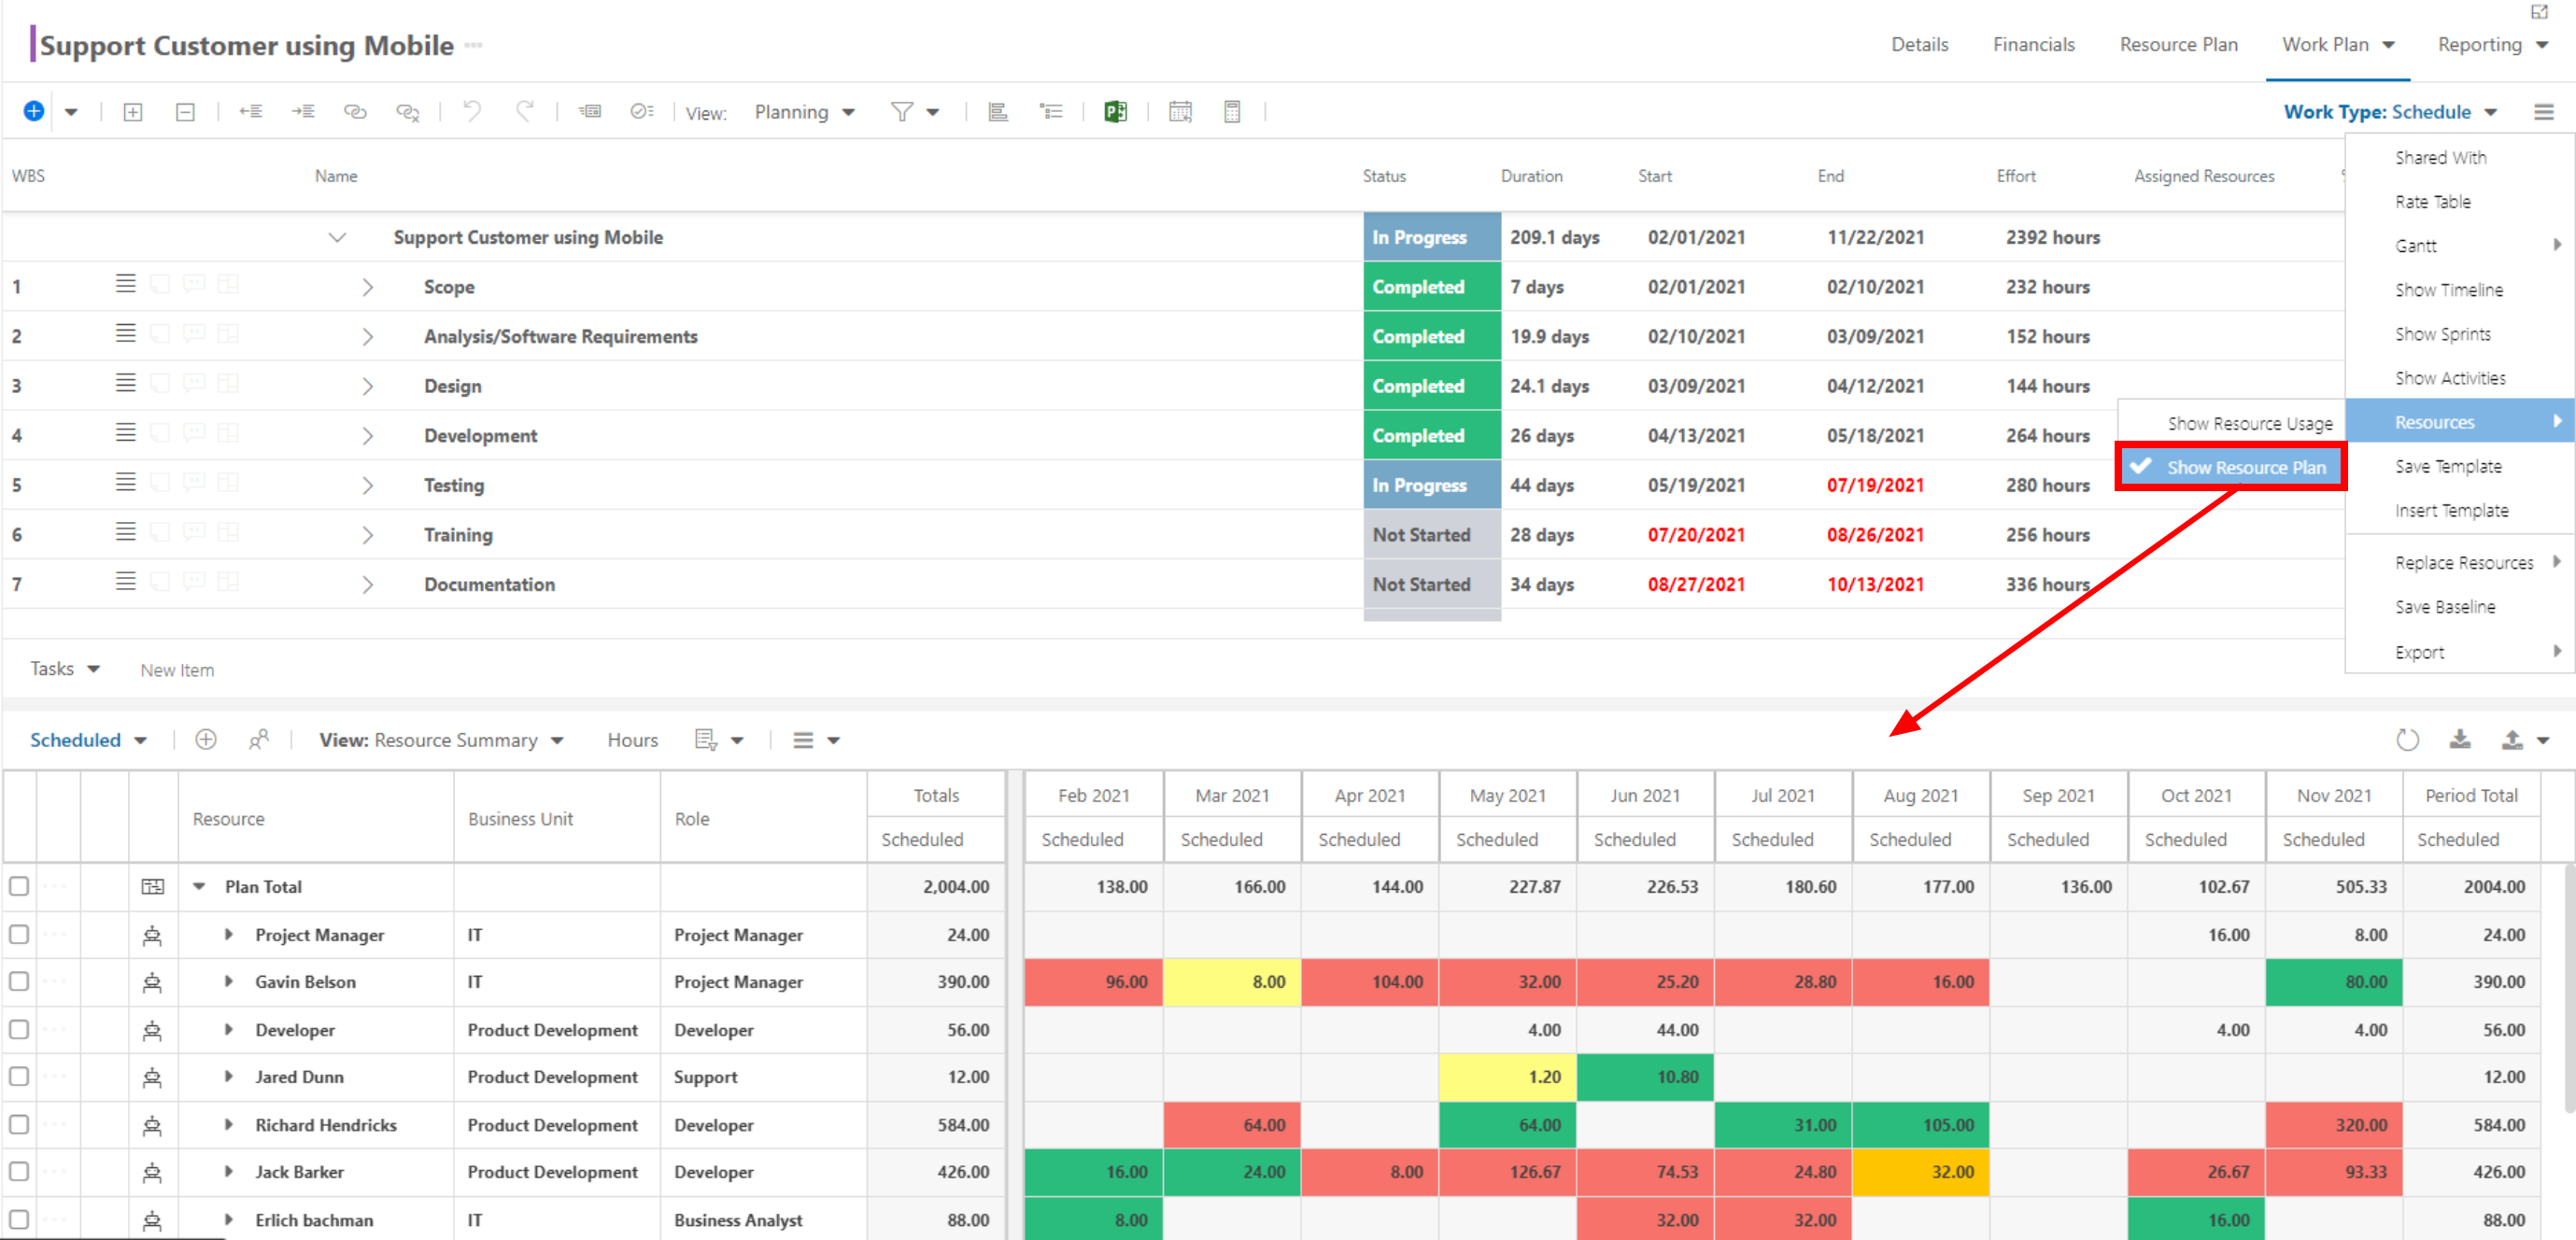 Support Customer using Mobile
Details Financials Resource Plan Work Plan Reporting
View: Planning Work Type: Schedule
WBS Name Status Duration Start End Effort Assigned Resources
Support Customer using Mobile In Progress 209.1 days 02/01/2021 11/22/2021 2392 hours
1 Scope Completed 7 days 02/01/2021 02/10/2021 232 hours
2 Analysis/Software Requirements Completed 19.9 days 02/10/2021 03/09/2021 152 hours
3 Design Completed 24.1 days 03/09/2021 04/12/2021 144 hours
4 Development Completed 26 days 04/13/2021 05/18/2021 264 hours
5 Testing In Progress 44 days 05/19/2021 07/19/2021 280 hours
6 Training Not Started 28 days 07/20/2021 08/26/2021 256 hours
7 Documentation Not Started 34 days 08/27/2021 10/13/2021 336 hours
Shared With
Rate Table
Gantt
Show Timeline
Show Sprints
Show Activities
Resources
Show Resource Usage
Show Resource Plan
Save Template
Insert Template
Replace Resources
Save Baseline
Export
Tasks New Item
Scheduled View: Resource Summary Hours
Resource Business Unit Role Totals Feb 2021 Mar 2021 Apr 2021 May 2021 Jun 2021 Jul 2021 Aug 2021 Sep 2021 Oct 2021 Nov 2021 Period Total
Scheduled Scheduled Scheduled Scheduled Scheduled Scheduled Scheduled Scheduled Scheduled Scheduled Scheduled Scheduled
Plan Total 2,004.00 138.00 166.00 144.00 227.87 226.53 180.60 177.00 136.00 102.67 505.33 2004.00
Project Manager IT Project Manager 24.00 16.00 8.00 24.00
Gavin Belson IT Project Manager 390.00 96.00 8.00 104.00 32.00 25.20 28.80 16.00 80.00 390.00
Developer Product Development Developer 56.00 4.00 44.00 4.00 4.00 56.00
Jared Dunn Product Development Support 12.00 1.20 10.80 12.00
Richard Hendricks Product Development Developer 584.00 64.00 64.00 31.00 105.00 320.00 584.00
Jack Barker Product Development Developer 426.00 16.00 24.00 8.00 126.67 74.53 24.80 32.00 26.67 93.33 426.00
Erlich bachman IT Business Analyst 88.00 8.00 32.00 32.00 16.00 88.00